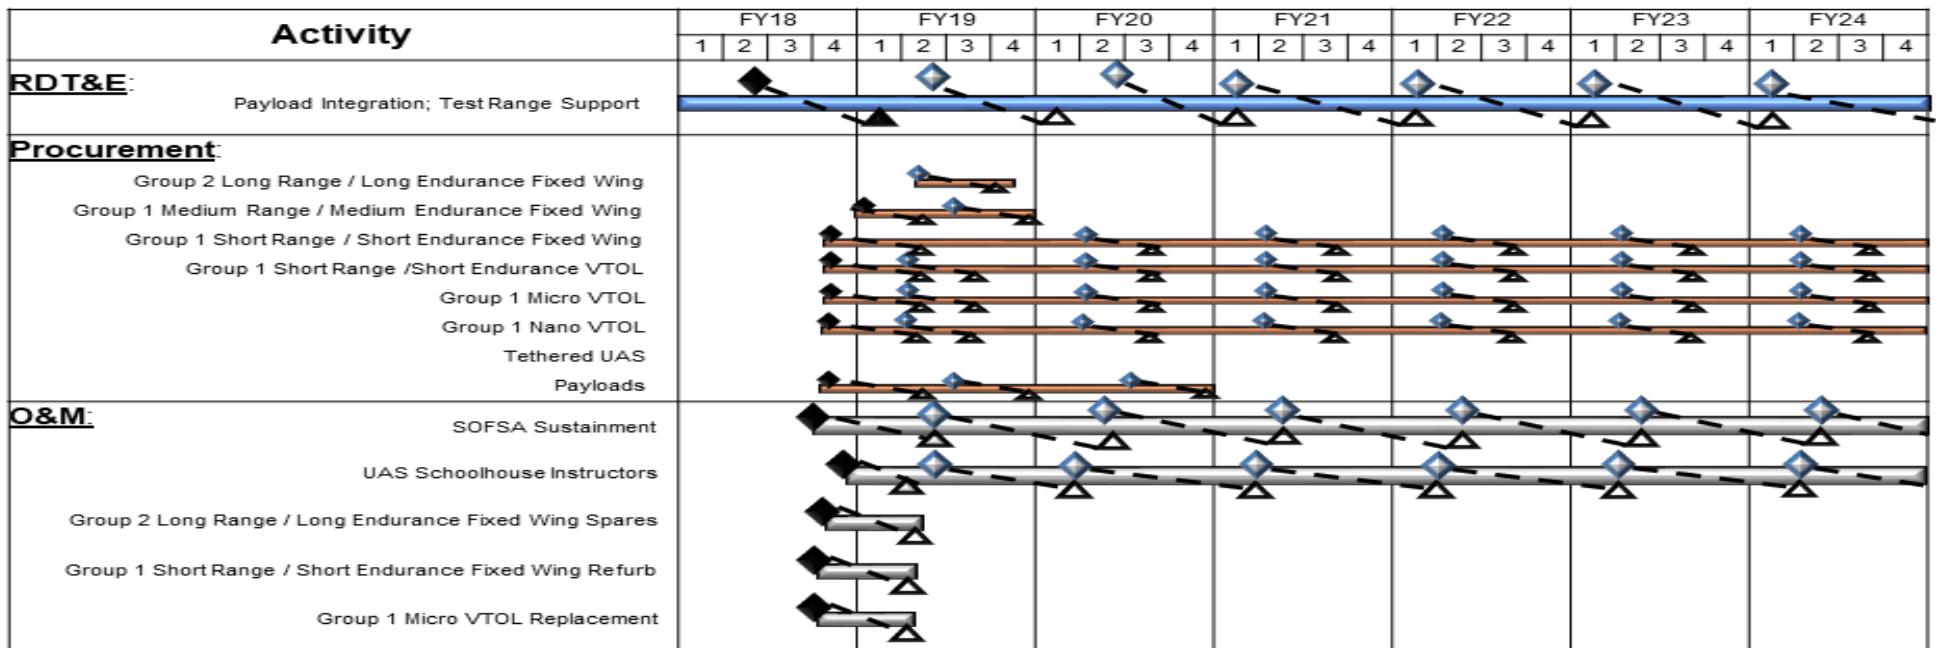 Activity
FY18 FY19 FY20 FY21 FY22 FY23 FY24
1 2 3 4 1 2 3 4 1 2 3 4 1 2 3 4 1 2 3 4 1 2 3 4 1 2 3 4
RDT&E:
Payload Integration; Test Range Support
Procurement:
Group 2 Long Range / Long Endurance Fixed Wing
Group 1 Medium Range / Medium Endurance Fixed Wing
Group 1 Short Range / Short Endurance Fixed Wing
Group 1 Short Range /Short Endurance VTOL
Group 1 Micro VTOL
Group 1 Nano VTOL
Tethered UAS
Payloads
O&M:
SOFSA Sustainment
UAS Schoolhouse Instructors
Group 2 Long Range / Long Endurance Fixed Wing Spares
Group 1 Short Range / Short Endurance Fixed Wing Refurb
Group 1 Micro VTOL Replacement